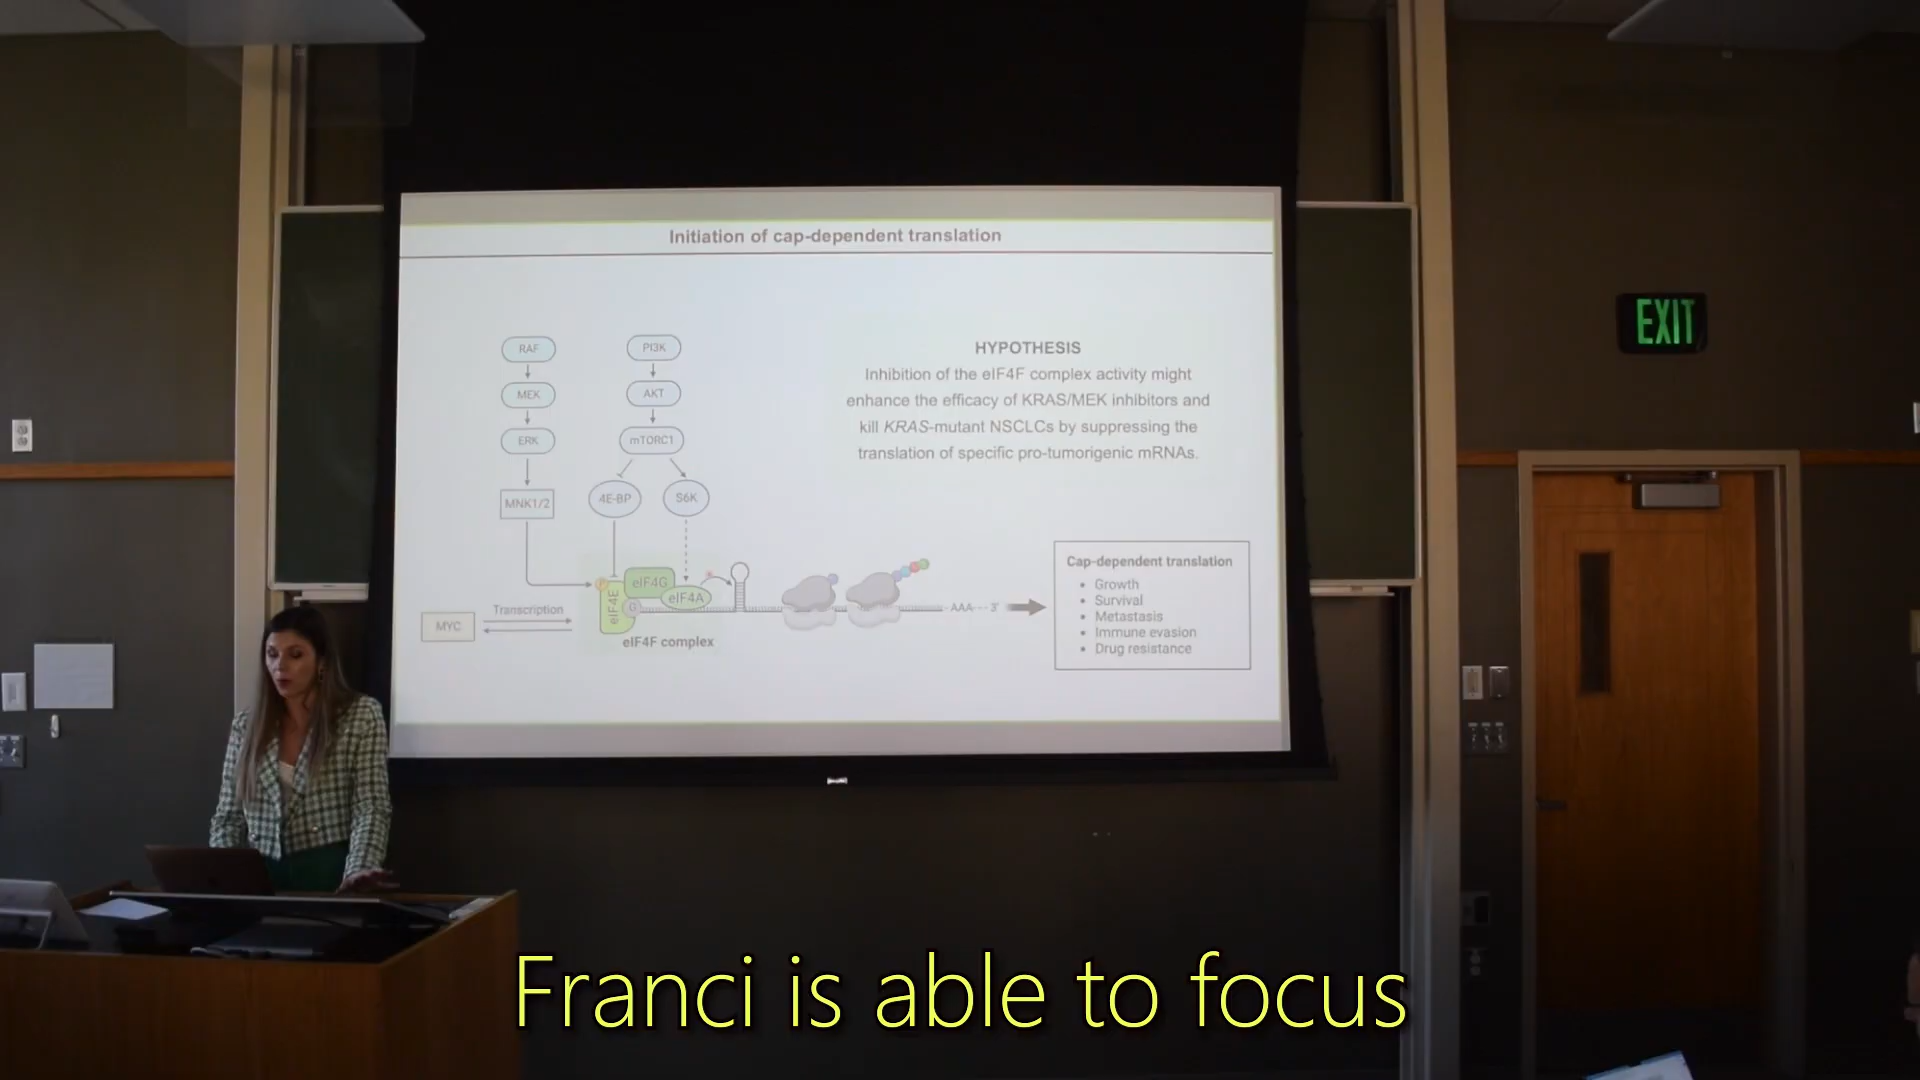 Initiation of cap-dependent translation
RAF
PI3K
MEK
AKT
ERK
mTORC1
MNK1/2
4E-BP
S6K
HYPOTHESIS
Inhibition of the eIF4F complex activity might
enhance the efficacy of KRAS/MEK inhibitors and
kill KRAS-mutant NSCLCs by suppressing the
translation of specific pro-tumorigenic mRNAs.
P
eIF4G
eIF4E
G
eIF4A
MYC
Transcription
eIF4F complex
AAA
3'
Cap-dependent translation
• Growth
• Survival
• Metastasis
• Immune evasion
• Drug resistance
EXIT
Franci is able to focus